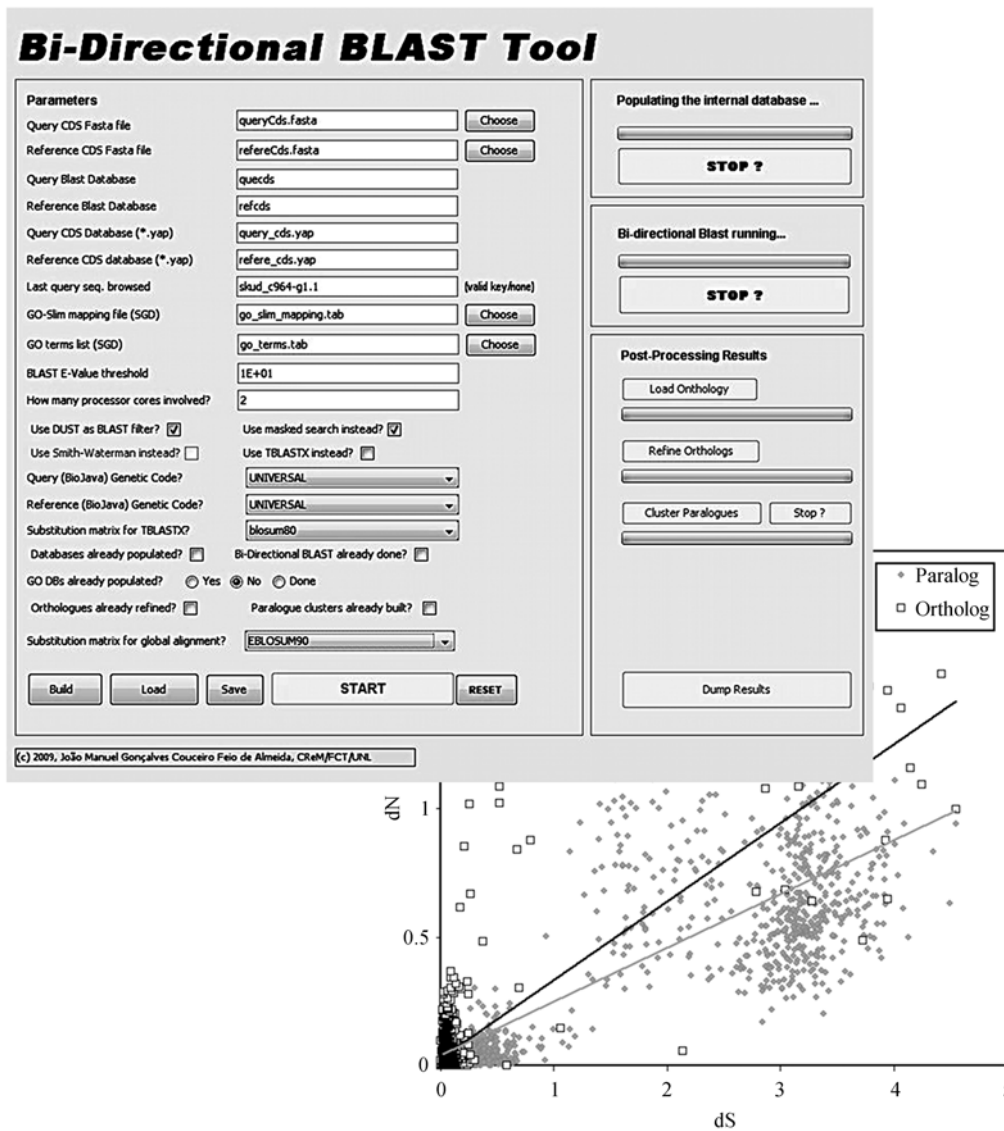 Bi-Directional BLAST Tool
Parameters
Query CDS Fasta file
queryCds.fasta
Choose
Reference CDS Fasta file
refereCds.fasta
Choose
Query Blast Database
quecds
Reference Blast Database
refcds
Query CDS Database (*.yap)
query_cds.yap
Reference CDS database (*.yap)
refere_cds.yap
Last query seq. browsed
skud_c964-g1.1
(valid key/none)
GO-Slim mapping file (SGD)
go_slim_mapping.tab
Choose
GO terms list (SGD)
go_terms.tab
Choose
BLAST E-Value threshold
1E+01
How many processor cores involved?
2
Use DUST as BLAST filter?
Use masked search instead?
Use Smith-Waterman instead?
Use TBLASTX instead?
Query (BioJava) Genetic Code?
UNIVERSAL
Reference (BioJava) Genetic Code?
UNIVERSAL
Substitution matrix for TBLASTX?
blosum80
Databases already populated?
Bi-Directional BLAST already done?
GO DBs already populated?
Yes
No
Done
Orthologues already refined?
Paralogue clusters already built?
Substitution matrix for global alignment?
EBLOSUM90
Build
Load
Save
START
RESET
(c) 2009, João Manuel Gonçalves Couceiro Feio de Almeida, CReM/FCT/UNL
Populating the internal database ...
STOP ?
Bi-directional Blast running...
STOP ?
Post-Processing Results
Load Onthology
Refine Orthologs
Cluster Paralogues
Stop ?
Dump Results
Paralog
Ortholog
dN
1
0.5
0
0
1
2
3
4
dS